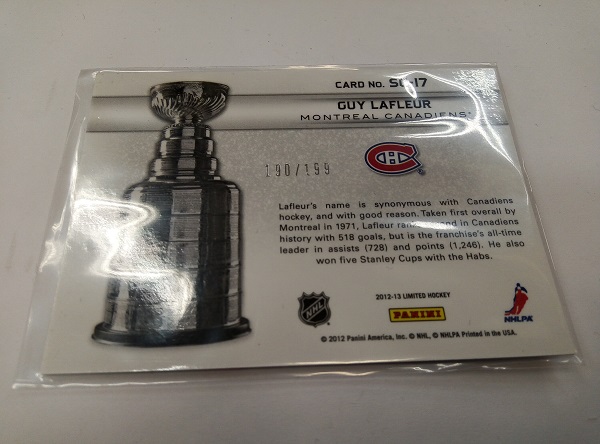 CARD NO. SC-17
GUY LAFLEUR
MONTREAL CANADIENS®
190/199
Lafleur's name is synonymous with Canadiens
hockey, and with good reason. Taken first overall by
Montreal in 1971, Lafleur in Canadiens
history with 518 goals, but is the franchise's all-time
leader in assists (728) and points (1,246). He also
won five Stanley Cups with the Habs.
2012-13 LIMITED HOCKEY
NHL
PANINI
NHLPA
© 2012 Panini America, Inc. © NHL, © NHLPA Printed in the USA.